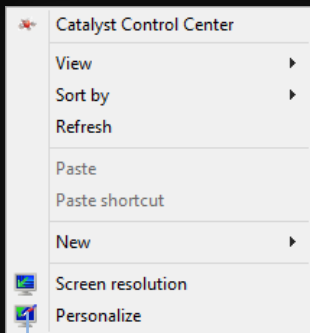 Catalyst Control Center
View
Sort by
Refresh
Paste
Paste shortcut
New
Screen resolution
Personalize